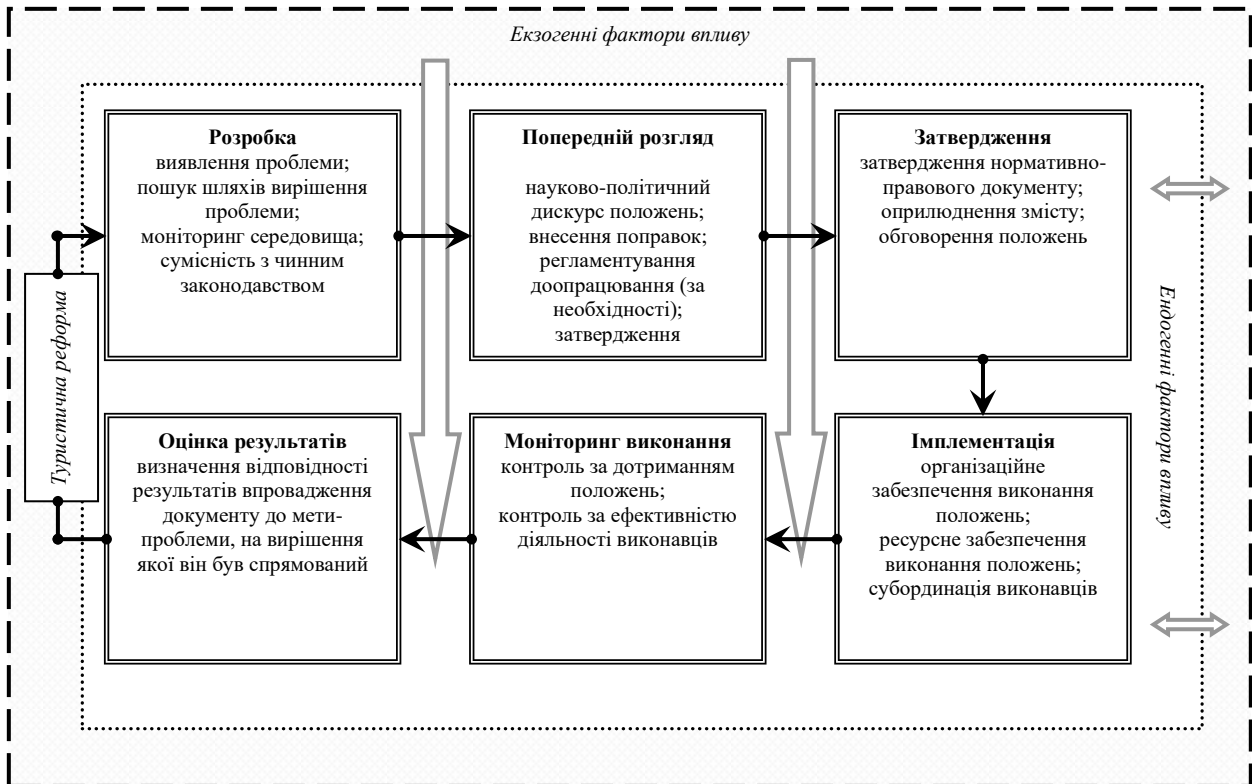 Екзогенні фактори впливу
Розробка
виявлення проблеми;
пошук шляхів вирішення
проблеми;
моніторинг середовища;
сумісність з чинним
законодавством
Попередній розгляд
науково-політичний
дискурс положень;
внесення поправок;
регламентування
доопрацювання (за
необхідності);
затвердження
Затвердження
затвердження нормативно-
правового документу;
оприлюднення змісту;
обговорення положень
Туристична реформа
Ендогенні фактори впливу
Оцінка результатів
визначення відповідності
результатів впровадження
документу до мети-
проблеми, на вирішення
якої він був спрямований
Моніторинг виконання
контроль за дотриманням
положень;
контроль за ефективністю
діяльності виконавців
Імплементація
організаційне
забезпечення виконання
положень;
ресурсне забезпечення
виконання положень;
субординація виконавців